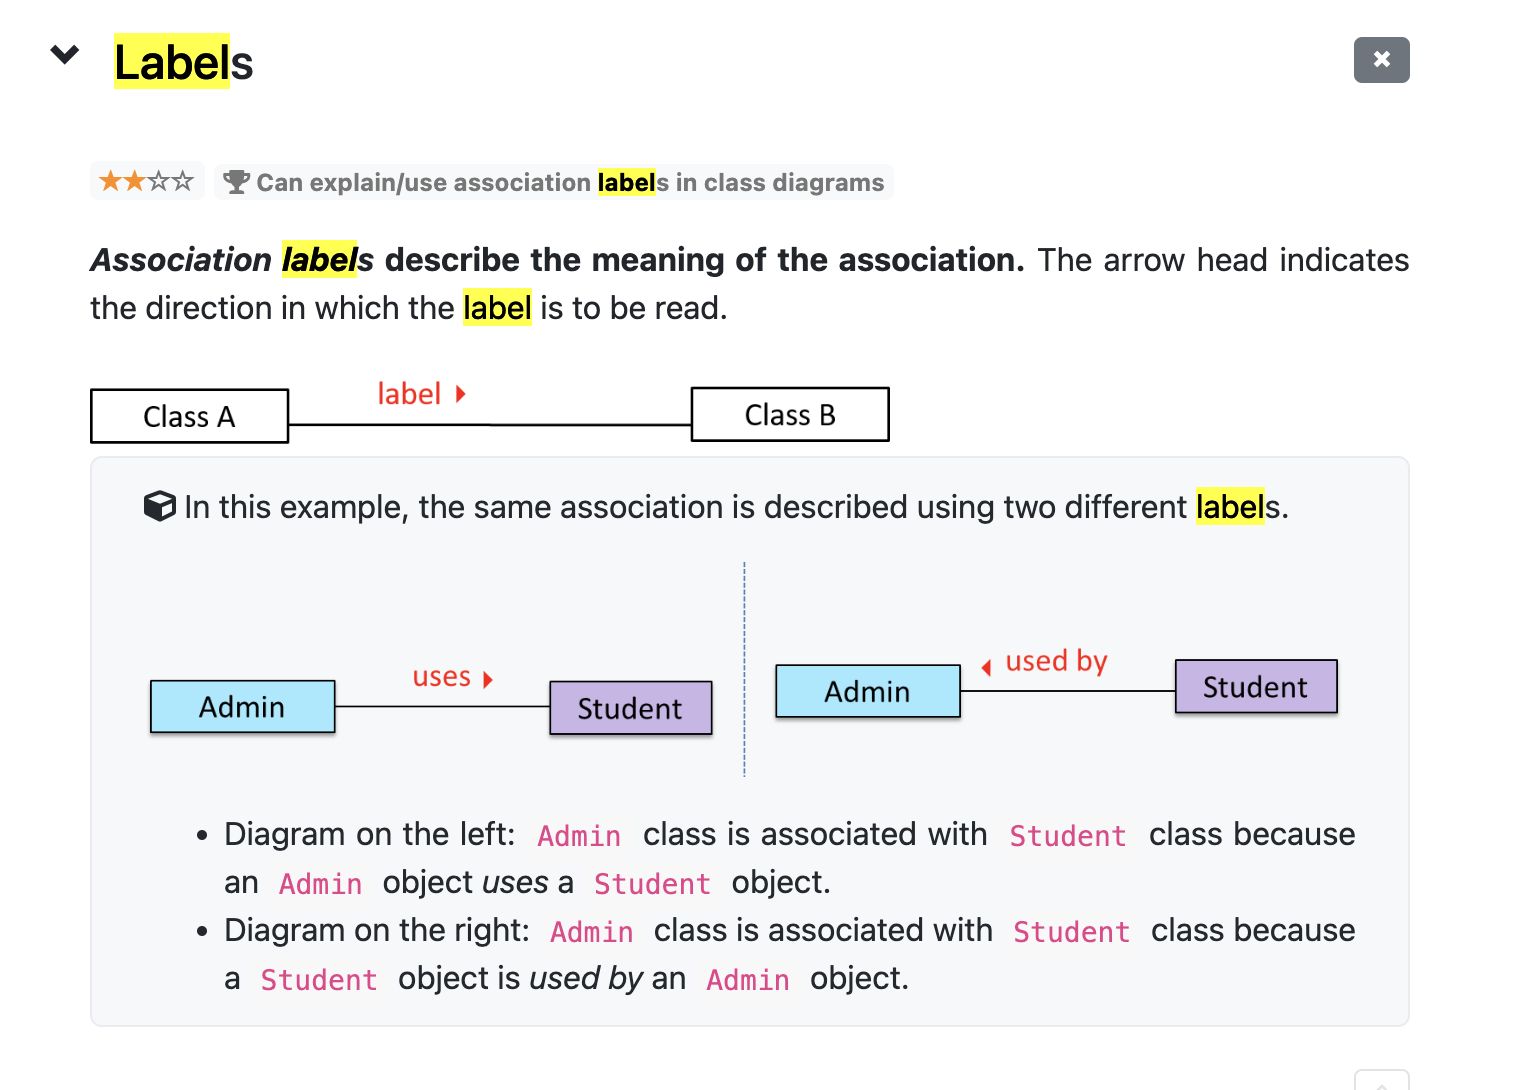 Labels
Can explain/use association labels in class diagrams
Association labels describe the meaning of the association. The arrow head indicates
the direction in which the label is to be read.
label
Class A
Class B
In this example, the same association is described using two different labels.
uses
Admin
Student
used by
Admin
Student
Diagram on the left: Admin class is associated with Student class because
an Admin object uses a Student object.
Diagram on the right: Admin class is associated with Student class because
a Student object is used by an Admin object.